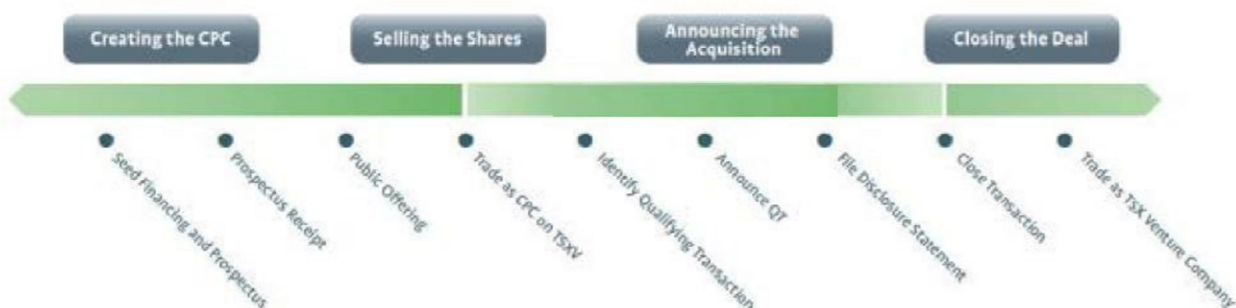 Creating the CPC
Selling the Shares
Announcing the
Acquisition
Closing the Deal
Seed Financing and Prospectus
Prospectus Receipt
Public Offering
Trade as CPC on TSXV
Identify Qualifying Transaction
Announce QT
File Disclosure Statement
Close Transaction
Trade as TSX Venture Company